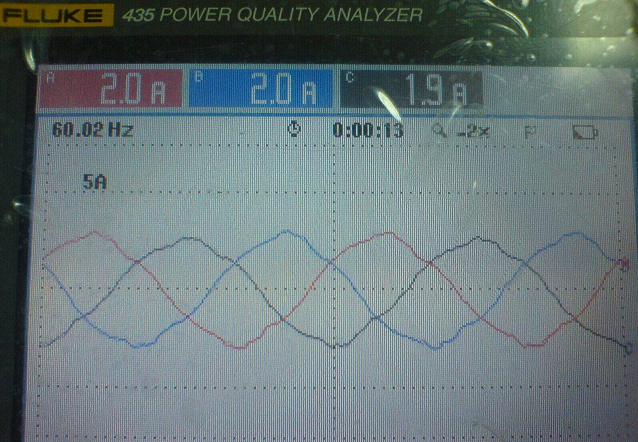 FLUKE 435 POWER QUALITY ANALYZER
A 2.0 A B 2.0 A C 1.9 A
60.02 Hz 0:00:13 -2x P
5A